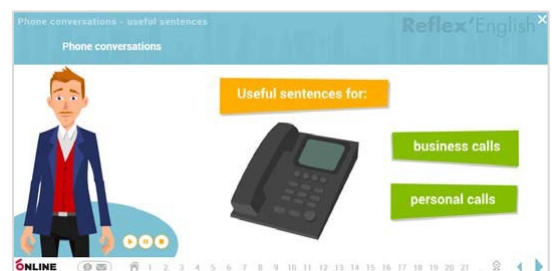 Phone conversations - useful sentences
Reflex'English
Phone conversations
Useful sentences for:
business calls
personal calls
ONLINE
1 2 3 4 5 6 7 8 9 10 11 12 13 14 15 16 17 18 19 20 21